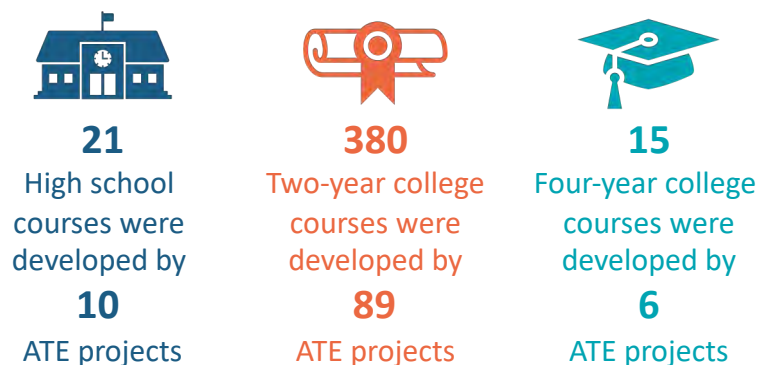 21
High school
courses were
developed by
10
ATE projects
380
Two-year college
courses were
developed by
89
ATE projects
15
Four-year college
courses were
developed by
6
ATE projects